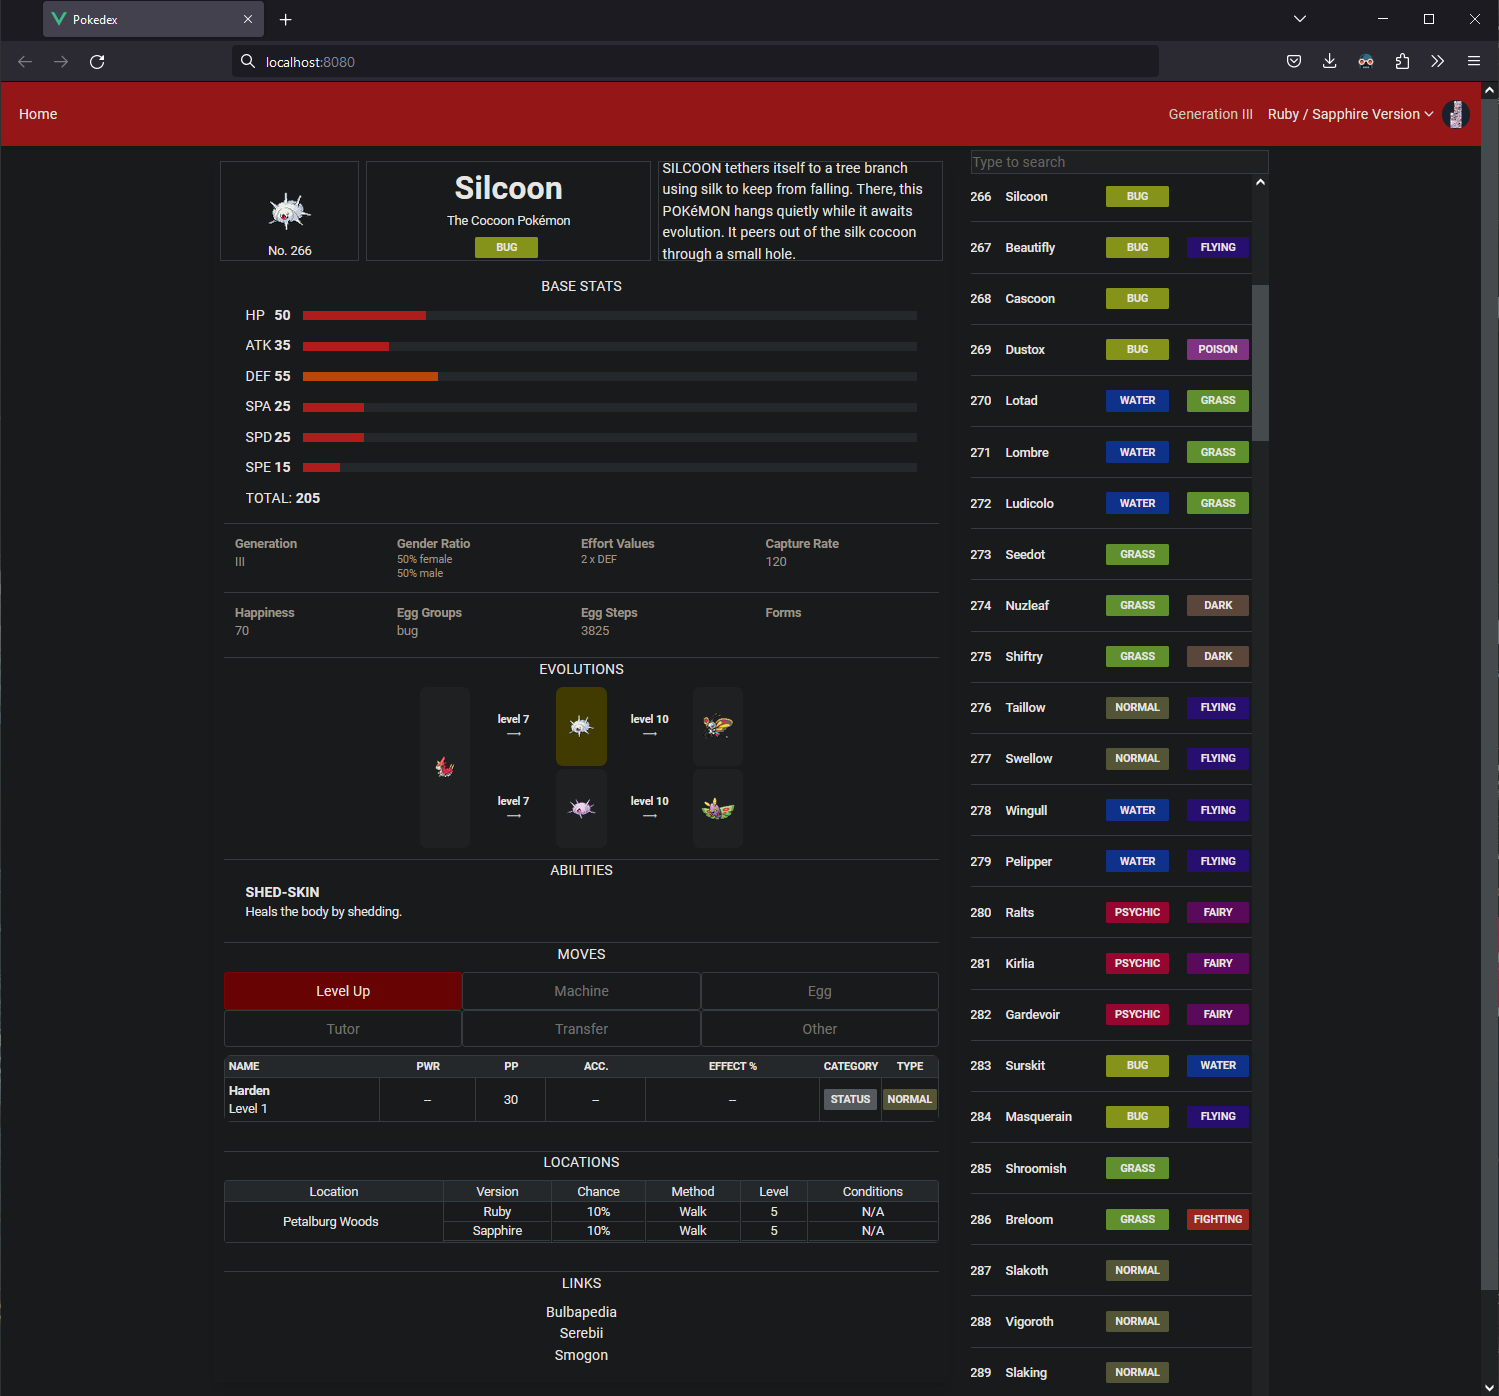 Pokedex
localhost:8080
Home
Generation III Ruby / Sapphire Version
No. 266
Silcoon
The Cocoon Pokémon
BUG
SILCOON tethers itself to a tree branch
using silk to keep from falling. There, this
POKéMON hangs quietly while it awaits
evolution. It peers out of the silk cocoon
through a small hole.
BASE STATS
HP 50
ATK 35
DEF 55
SPA 25
SPD 25
SPE 15
TOTAL: 205
Generation Gender Ratio Effort Values Capture Rate
III 50% female 2 x DEF 120
50% male
Happiness Egg Groups Egg Steps Forms
70 bug 3825
EVOLUTIONS
level 7 level 10
→ →
level 7 level 10
→ →
ABILITIES
SHED-SKIN
Heals the body by shedding.
MOVES
Level Up Machine Egg
Tutor Transfer Other
NAME PWR PP ACC. EFFECT % CATEGORY TYPE
Harden
Level 1 -- 30 -- -- STATUS NORMAL
LOCATIONS
Location Version Chance Method Level Conditions
Petalburg Woods Ruby 10% Walk 5 N/A
Sapphire 10% Walk 5 N/A
LINKS
Bulbapedia
Serebii
Smogon
Type to search
266 Silcoon BUG
267 Beautifly BUG FLYING
268 Cascoon BUG
269 Dustox BUG POISON
270 Lotad WATER GRASS
271 Lombre WATER GRASS
272 Ludicolo WATER GRASS
273 Seedot GRASS
274 Nuzleaf GRASS DARK
275 Shiftry GRASS DARK
276 Taillow NORMAL FLYING
277 Swellow NORMAL FLYING
278 Wingull WATER FLYING
279 Pelipper WATER FLYING
280 Ralts PSYCHIC FAIRY
281 Kirlia PSYCHIC FAIRY
282 Gardevoir PSYCHIC FAIRY
283 Surskit BUG WATER
284 Masquerain BUG FLYING
285 Shroomish GRASS
286 Breloom GRASS FIGHTING
287 Slakoth NORMAL
288 Vigoroth NORMAL
289 Slaking NORMAL